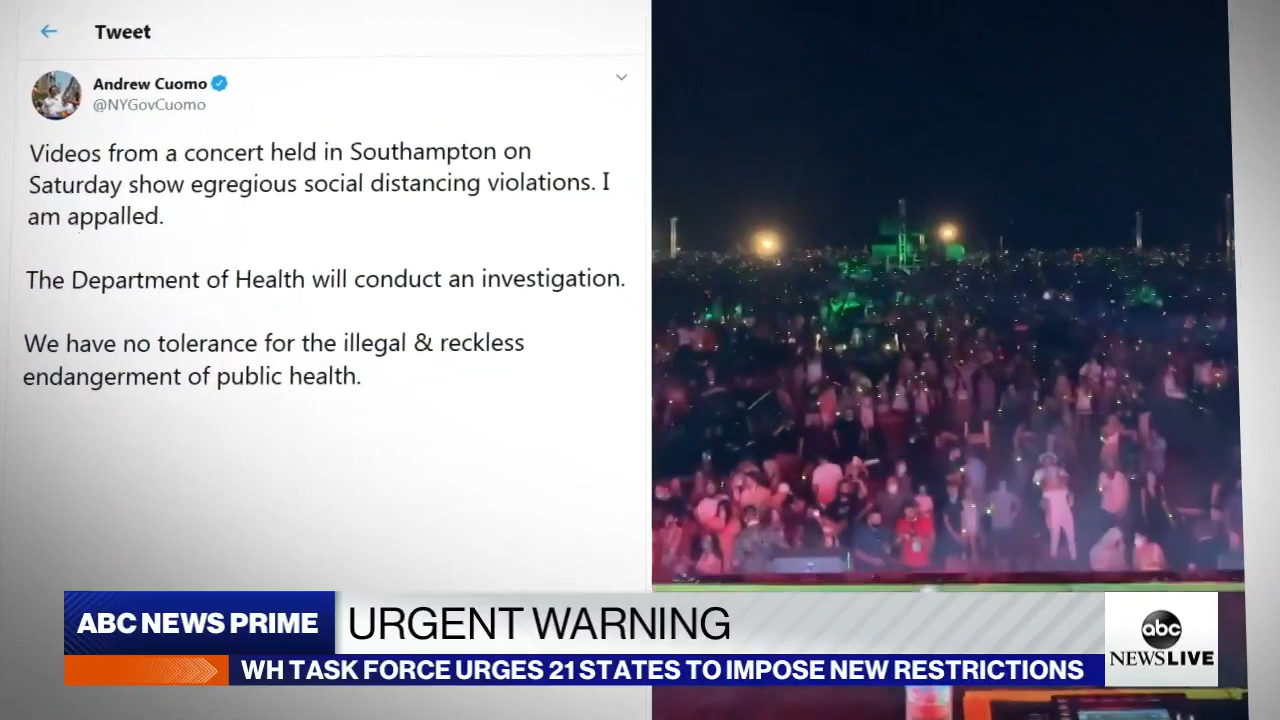 Tweet
Andrew Cuomo
@NYGovCuomo
Videos from a concert held in Southampton on
Saturday show egregious social distancing violations. I
am appalled.
The Department of Health will conduct an investigation.
We have no tolerance for the illegal & reckless
endangerment of public health.
ABC NEWS PRIME
URGENT WARNING
WH TASK FORCE URGES 21 STATES TO IMPOSE NEW RESTRICTIONS
abc
NEWS LIVE